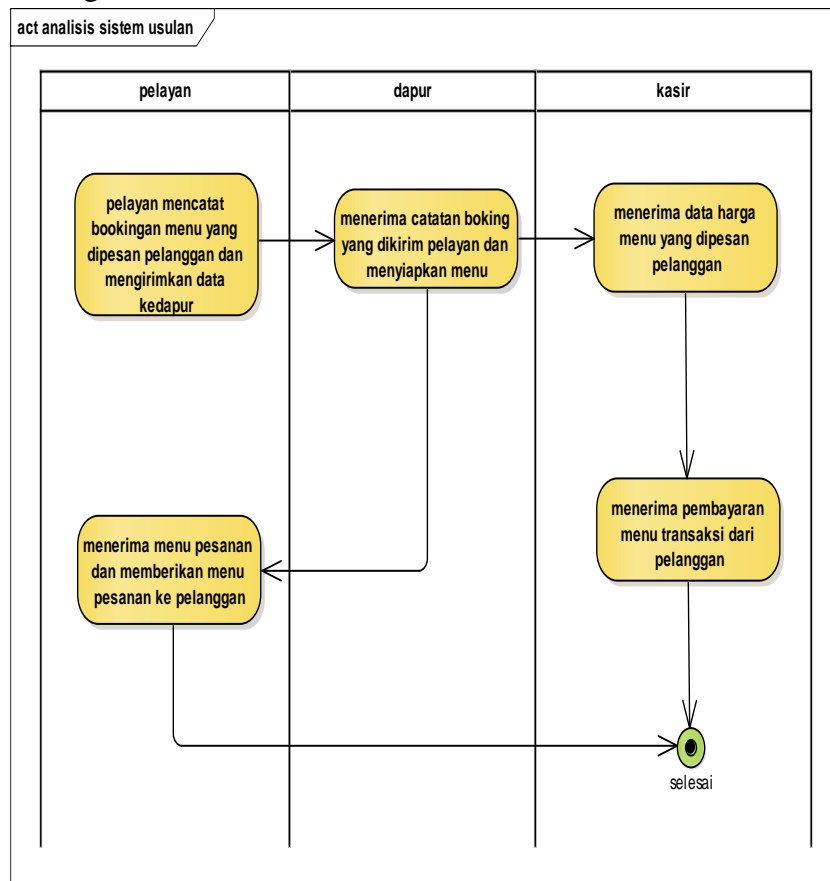 act analisis sistem usulan
pelayan
dapur
kasir
pelayan mencatat
bookingan menu yang
dipesan pelanggan dan
mengirimkan data
kedapur
menerima catatan boking
yang dikirim pelayan dan
menyiapkan menu
menerima data harga
menu yang dipesan
pelanggan
menerima menu pesanan
dan memberikan menu
pesanan ke pelanggan
menerima pembayaran
menu transaksi dari
pelanggan
selesai